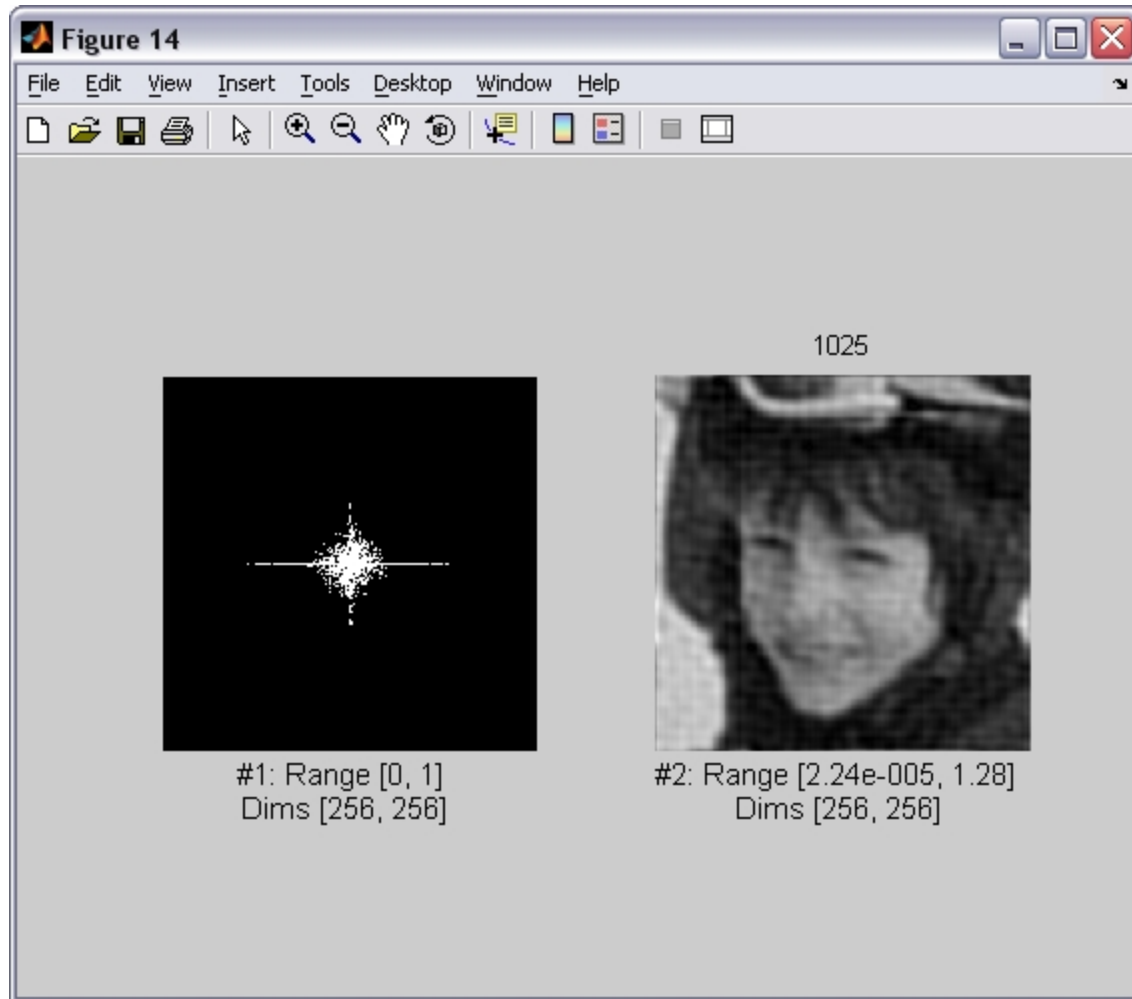 Figure 14
File Edit View Insert Tools Desktop Window Help
1025
#1: Range [0, 1]
Dims [256, 256]
#2: Range [2.24e-005, 1.28]
Dims [256, 256]